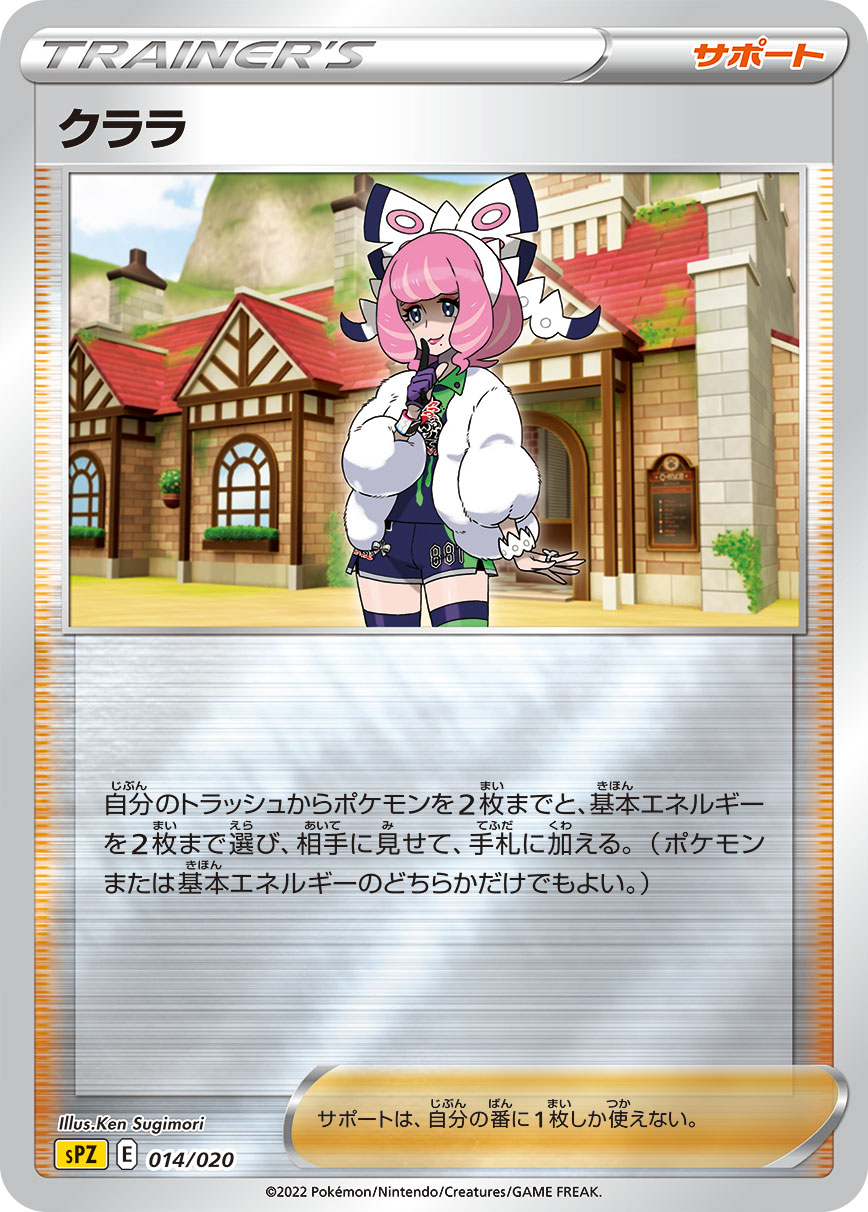 TRAINER'S サポート
クララ
891
自分のトラッシュからポケモンを2枚までと、基本エネルギー
を2枚まで選び、相手に見せて、手札に加える。（ポケモン
または基本エネルギーのどちらかだけでもよい。）
サポートは、自分の番に1枚しか使えない。
Illus.Ken Sugimori
sPZ E 014/020
©2022 Pokémon/Nintendo/Creatures/GAME FREAK.